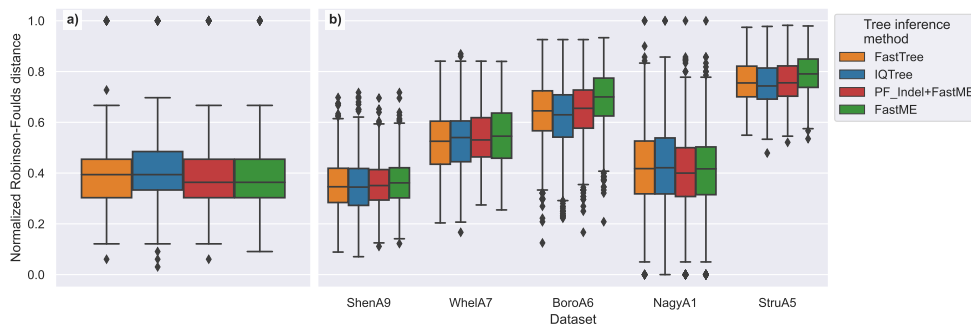 a)
b)
Normalized Robinson-Foulds distance
1.0
0.8
0.6
0.4
0.2
0.0
ShenA9
WhelA7
BoroA6
NagyA1
StruA5
Dataset
Tree inference
method
FastTree
IQTree
PF_Indel+FastME
FastME